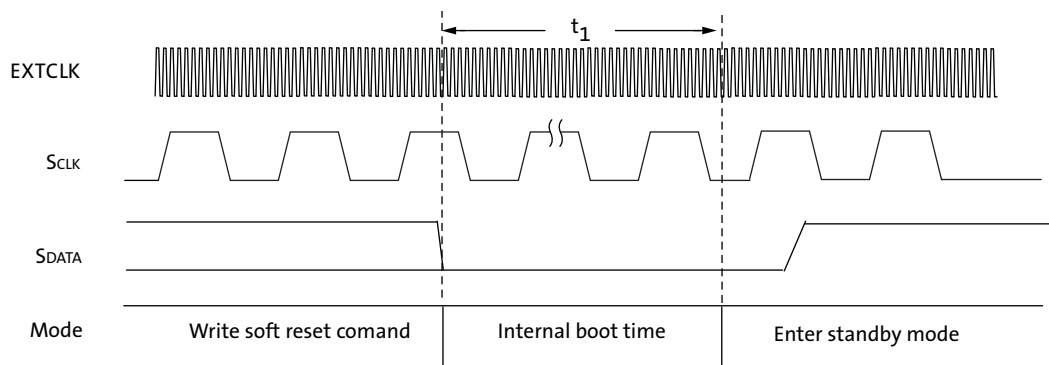 t1
EXTCLK
SCLK
SDATA
Mode
Write soft reset comand
Internal boot time
Enter standby mode